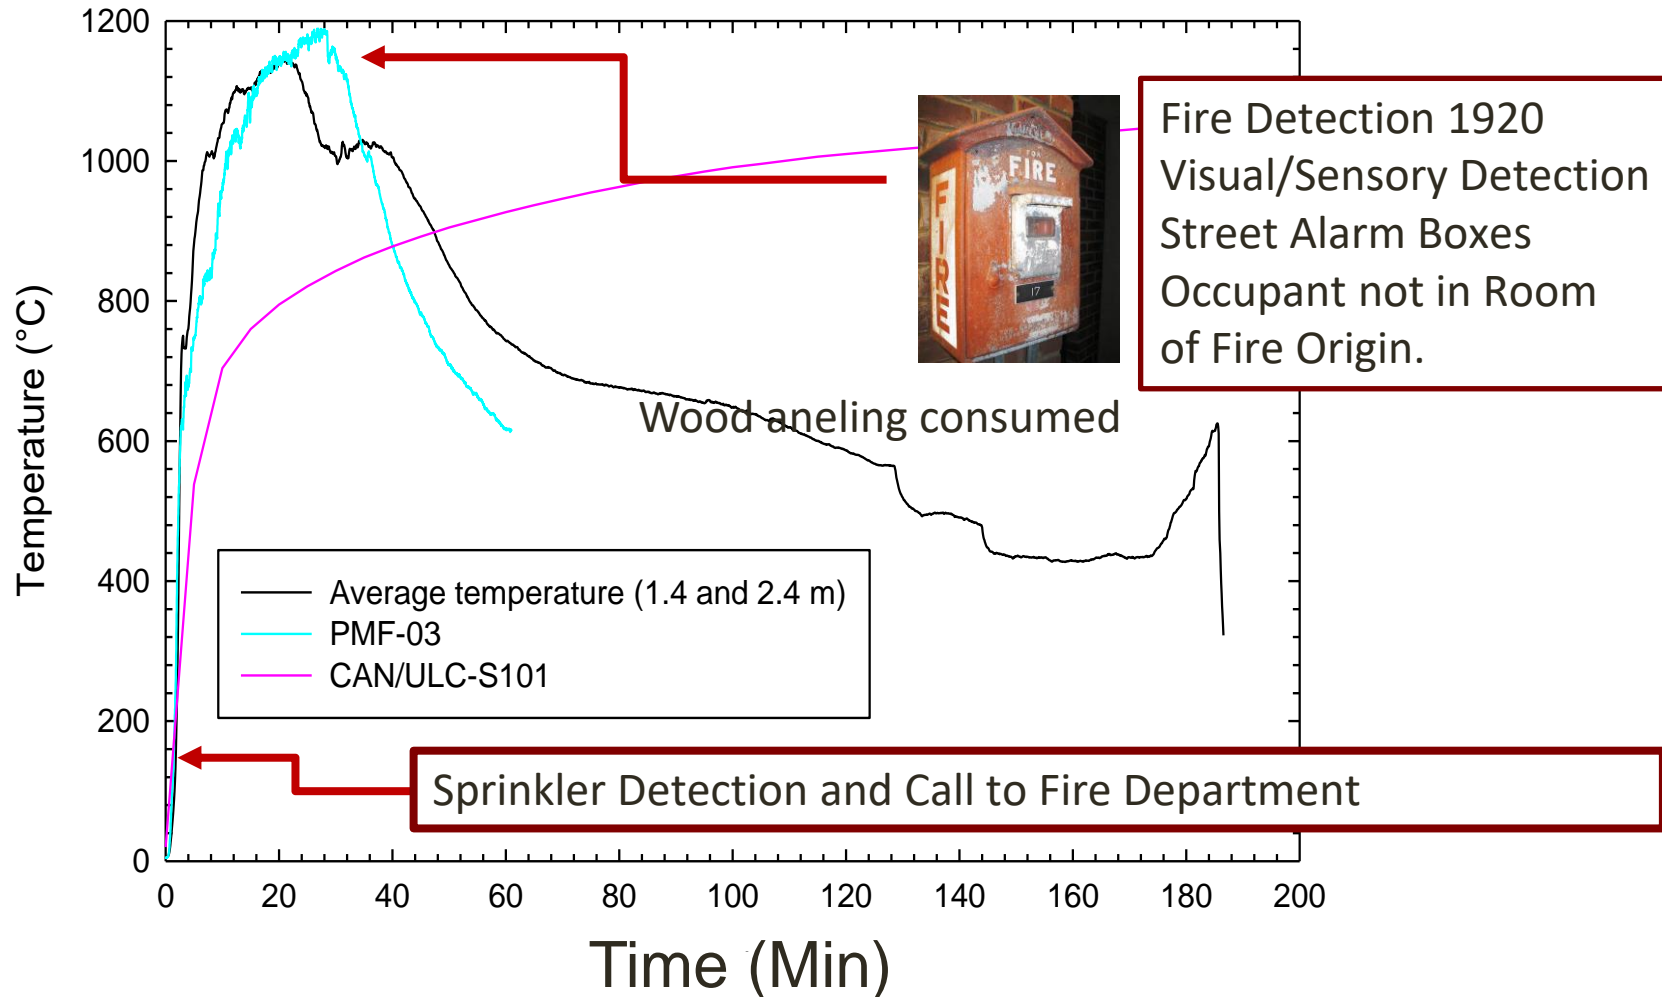 1200
1000
800
600
400
200
0
Temperature (°C)
0 20 40 60 80 100 120 140 160 180 200
Time (Min)
Average temperature (1.4 and 2.4 m)
PMF-03
CAN/ULC-S101
Wood aneling consumed
Fire Detection 1920
Visual/Sensory Detection
Street Alarm Boxes
Occupant not in Room
of Fire Origin.
FOR
FIRE
FIRE
17
Sprinkler Detection and Call to Fire Department